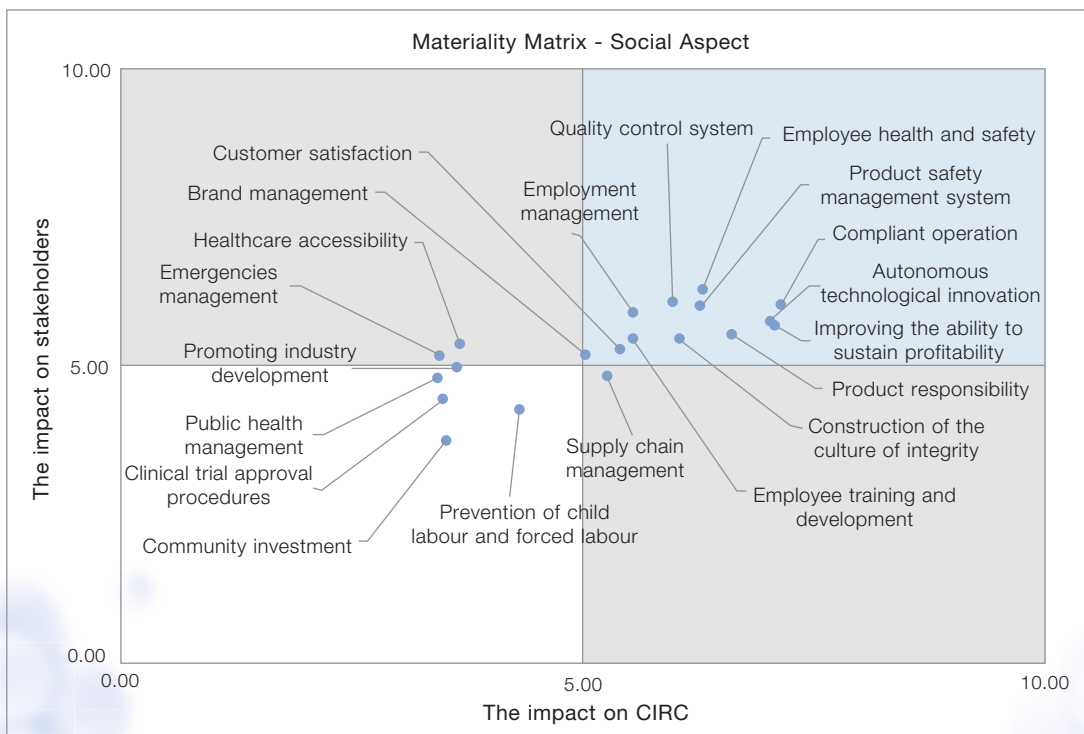 Materiality Matrix - Social Aspect
10.00
Quality control system
Employee health and safety
Customer satisfaction
Product safety
management system
Brand management
Employment
management
Healthcare accessibility
Compliant operation
Emergencies
management
Autonomous
technological innovation
Improving the ability to
sustain profitability
Promoting industry
development
5.00
Product responsibility
Public health
management
Supply chain
management
Construction of the
culture of integrity
Clinical trial approval
procedures
Employee training and
development
Prevention of child
labour and forced labour
Community investment
The impact on stakeholders
0.00
0.00
5.00
10.00
The impact on CIRC